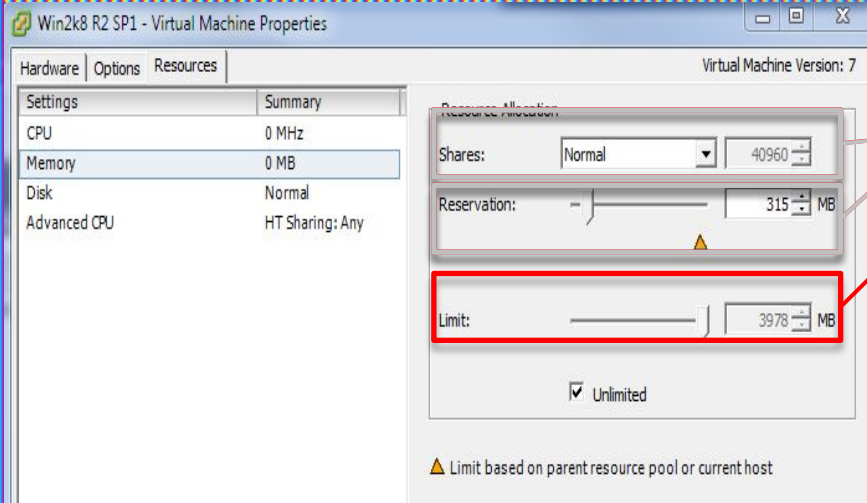 Win2k8 R2 SP1 - Virtual Machine Properties
Hardware Options Resources Virtual Machine Version: 7
Settings Summary
CPU 0 MHz
Memory 0 MB
Disk Normal
Advanced CPU HT Sharing: Any
Resource Allocation
Shares: Normal 40960
Reservation: 315 MB
Limit: 3978 MB
Unlimited
Limit based on parent resource pool or current host